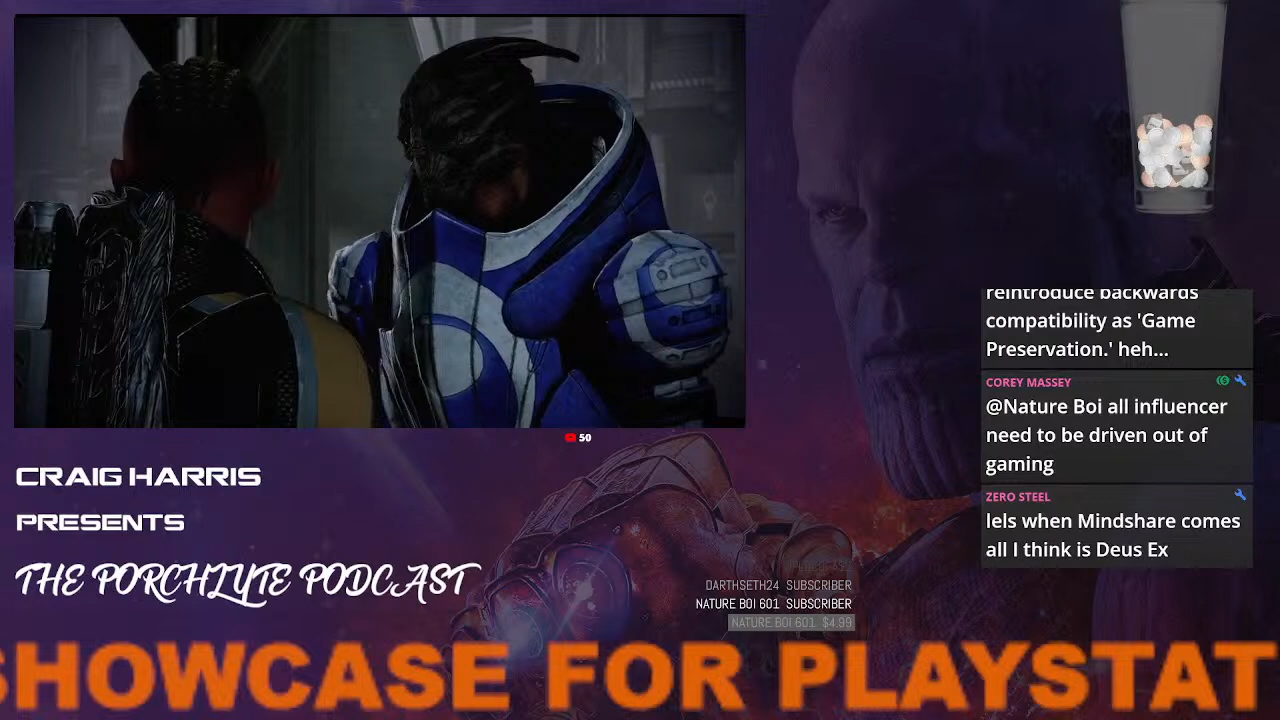 reintroduce backwards
compatibility as 'Game
Preservation.' heh...
COREY MASSEY
@Nature Boi all influencer
need to be driven out of
gaming
ZERO STEEL
lels when Mindshare comes
all I think is Deus Ex
50
CRAIG HARRIS
PRESENTS
THE PORCHLYTE PODCAST
DARTHSETH24 SUBSCRIBER
NATURE BOI 601 SUBSCRIBER
NATURE BOI 601 $4.99
SHOWCASE FOR PLAYSTAT